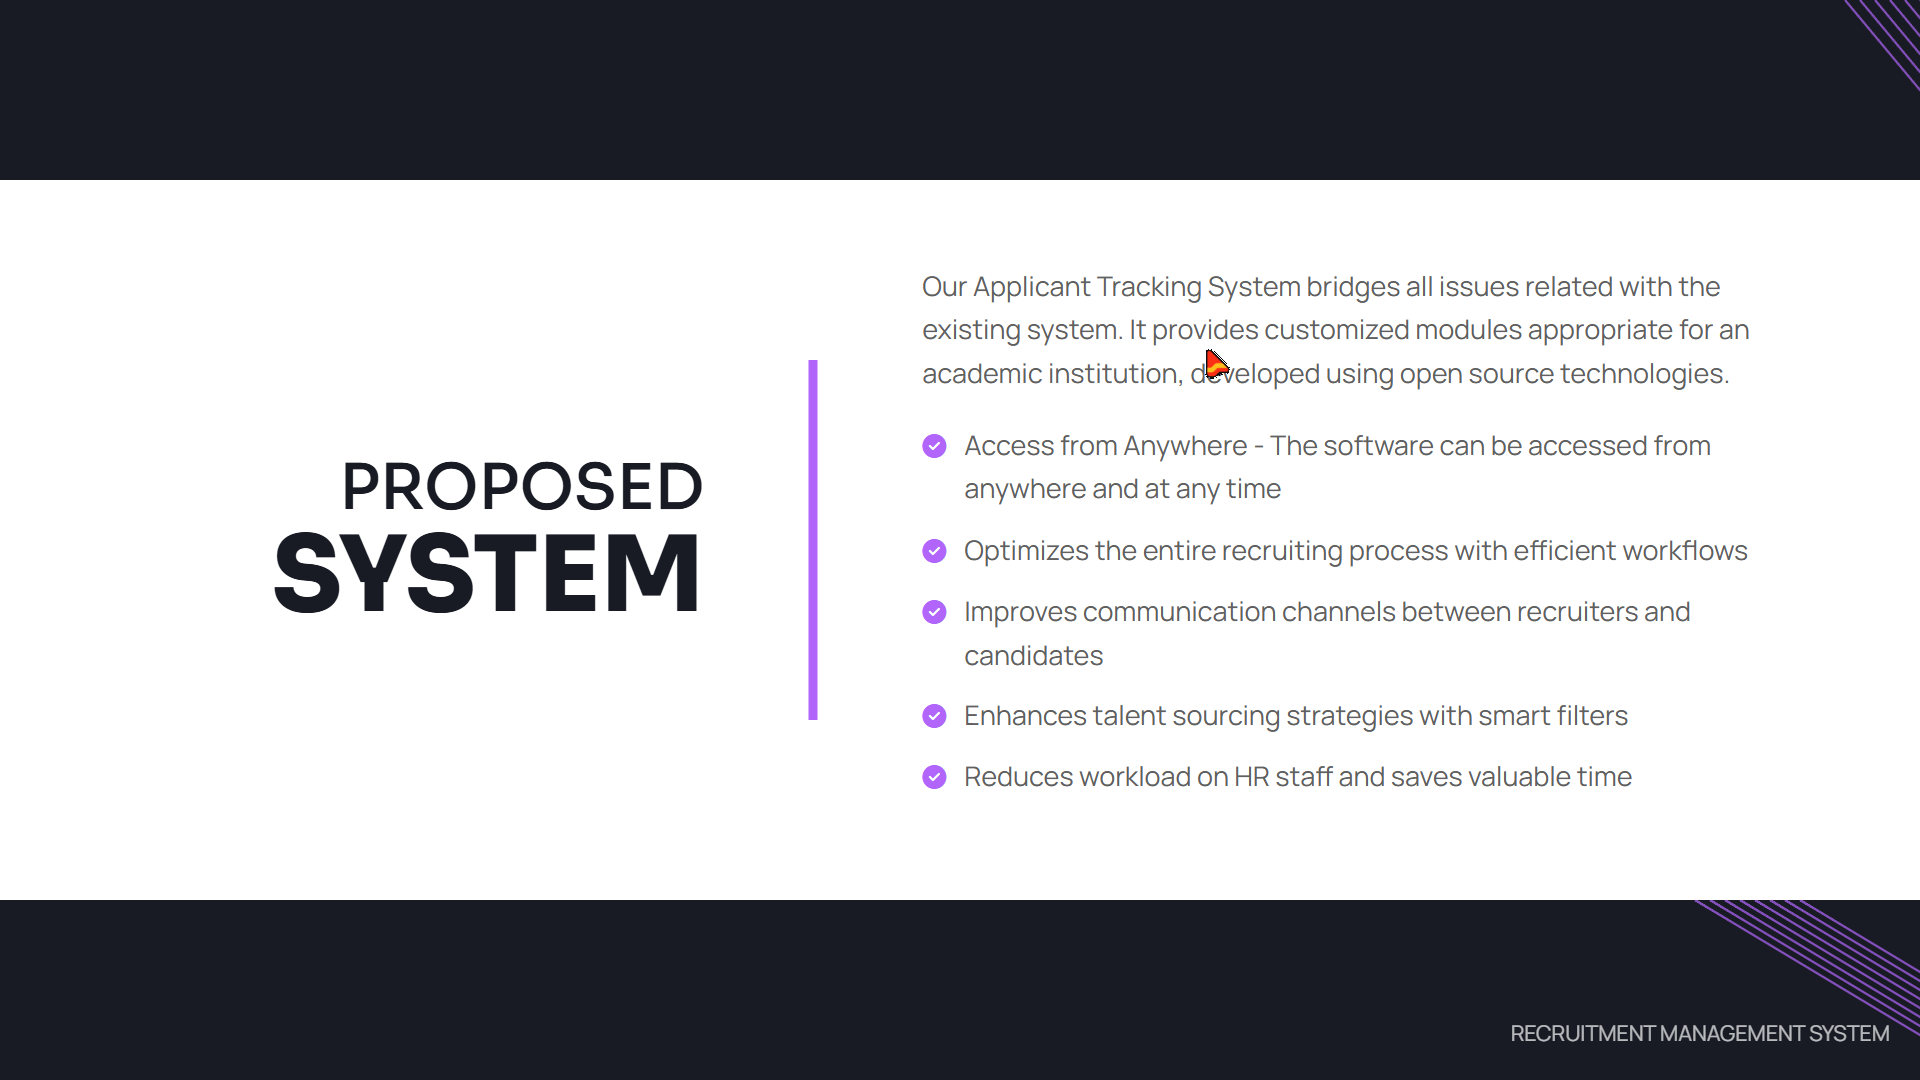 PROPOSED
SYSTEM
Our Applicant Tracking System bridges all issues related with the
existing system. It provides customized modules appropriate for an
academic institution, developed using open source technologies.
Access from Anywhere - The software can be accessed from
anywhere and at any time
Optimizes the entire recruiting process with efficient workflows
Improves communication channels between recruiters and
candidates
Enhances talent sourcing strategies with smart filters
Reduces workload on HR staff and saves valuable time
RECRUITMENT MANAGEMENT SYSTEM